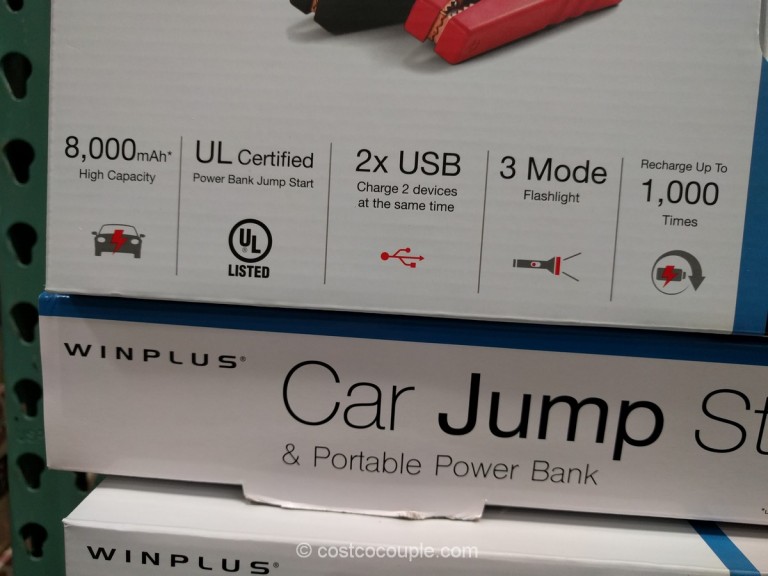 8,000mAh*
High Capacity
UL Certified
Power Bank Jump Start
UL
LISTED
2x USB
Charge 2 devices
at the same time
3 Mode
Flashlight
Recharge Up To
1,000
Times
WINPLUS®
Car Jump St
& Portable Power Bank
WINPLUS®
© costcocouple.com